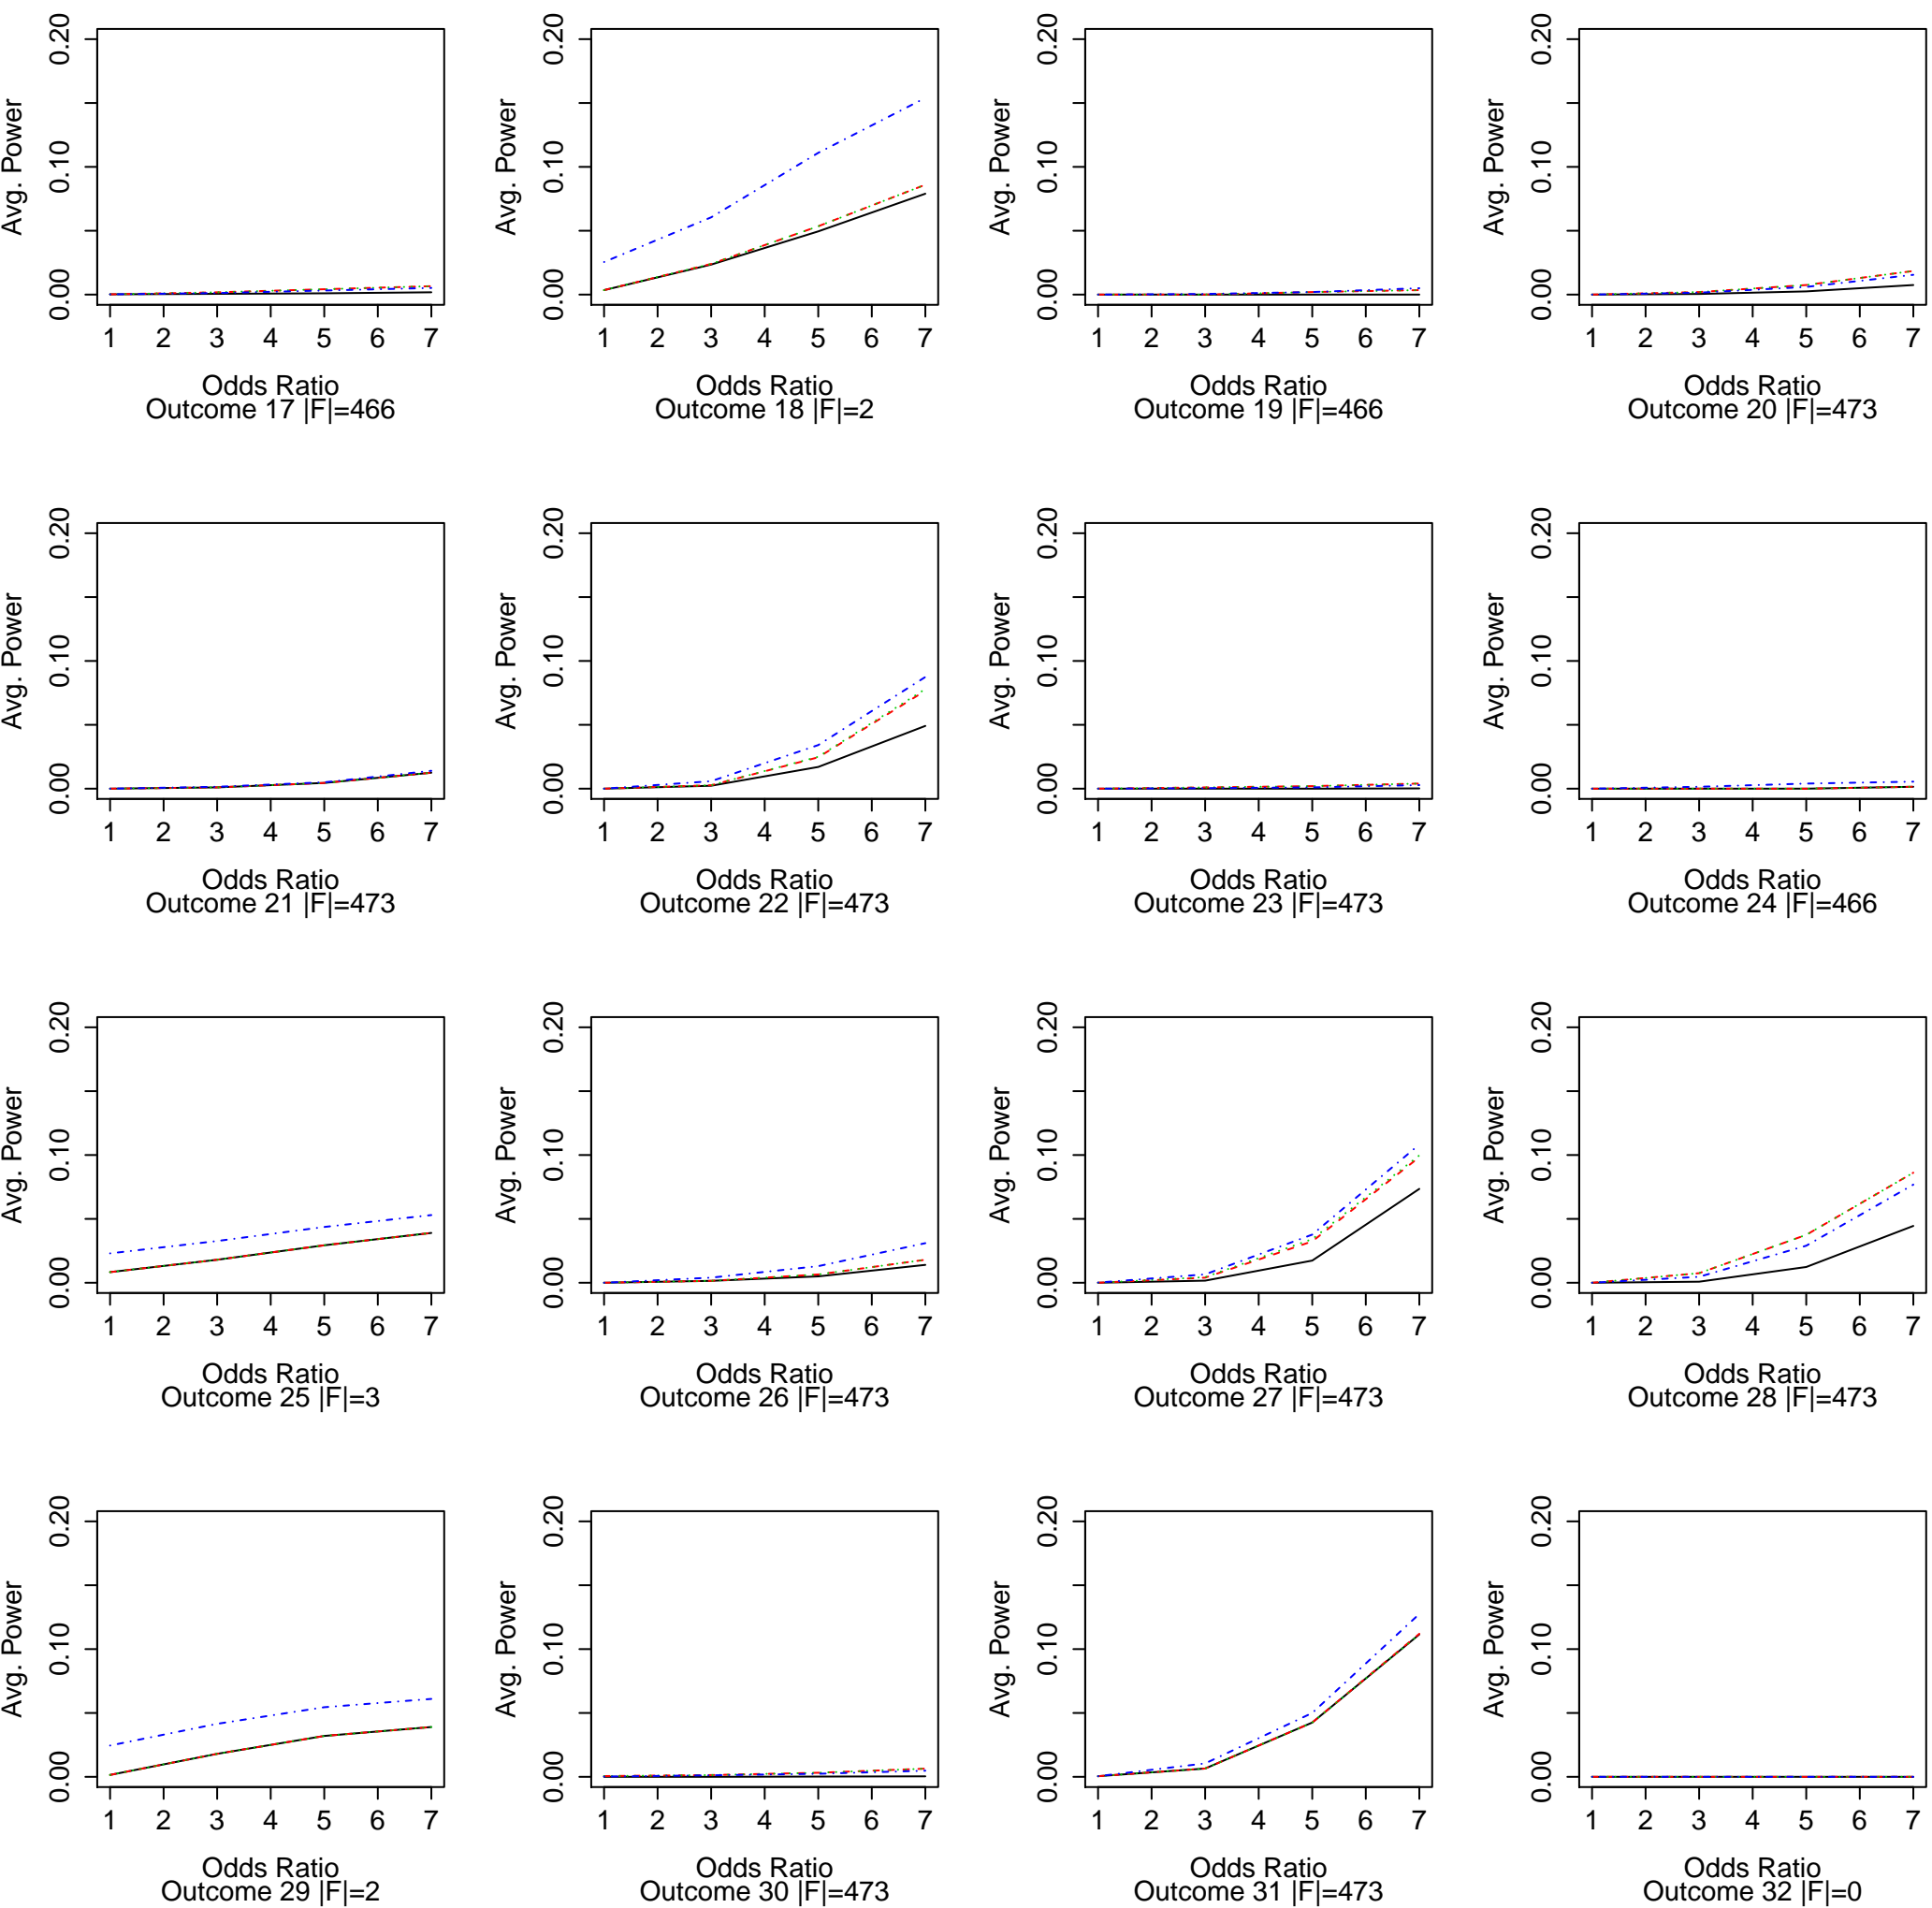 Avg. Power
0.00 0.10 0.20
1 2 3 4 5 6 7
Odds Ratio
Outcome 17 |F|=466
Avg. Power
0.00 0.10 0.20
1 2 3 4 5 6 7
Odds Ratio
Outcome 18 |F|=2
Avg. Power
0.00 0.10 0.20
1 2 3 4 5 6 7
Odds Ratio
Outcome 19 |F|=466
Avg. Power
0.00 0.10 0.20
1 2 3 4 5 6 7
Odds Ratio
Outcome 20 |F|=473
Avg. Power
0.00 0.10 0.20
1 2 3 4 5 6 7
Odds Ratio
Outcome 21 |F|=473
Avg. Power
0.00 0.10 0.20
1 2 3 4 5 6 7
Odds Ratio
Outcome 22 |F|=473
Avg. Power
0.00 0.10 0.20
1 2 3 4 5 6 7
Odds Ratio
Outcome 23 |F|=473
Avg. Power
0.00 0.10 0.20
1 2 3 4 5 6 7
Odds Ratio
Outcome 24 |F|=466
Avg. Power
0.00 0.10 0.20
1 2 3 4 5 6 7
Odds Ratio
Outcome 25 |F|=3
Avg. Power
0.00 0.10 0.20
1 2 3 4 5 6 7
Odds Ratio
Outcome 26 |F|=473
Avg. Power
0.00 0.10 0.20
1 2 3 4 5 6 7
Odds Ratio
Outcome 27 |F|=473
Avg. Power
0.00 0.10 0.20
1 2 3 4 5 6 7
Odds Ratio
Outcome 28 |F|=473
Avg. Power
0.00 0.10 0.20
1 2 3 4 5 6 7
Odds Ratio
Outcome 29 |F|=2
Avg. Power
0.00 0.10 0.20
1 2 3 4 5 6 7
Odds Ratio
Outcome 30 |F|=473
Avg. Power
0.00 0.10 0.20
1 2 3 4 5 6 7
Odds Ratio
Outcome 31 |F|=473
Avg. Power
0.00 0.10 0.20
1 2 3 4 5 6 7
Odds Ratio
Outcome 32 |F|=0